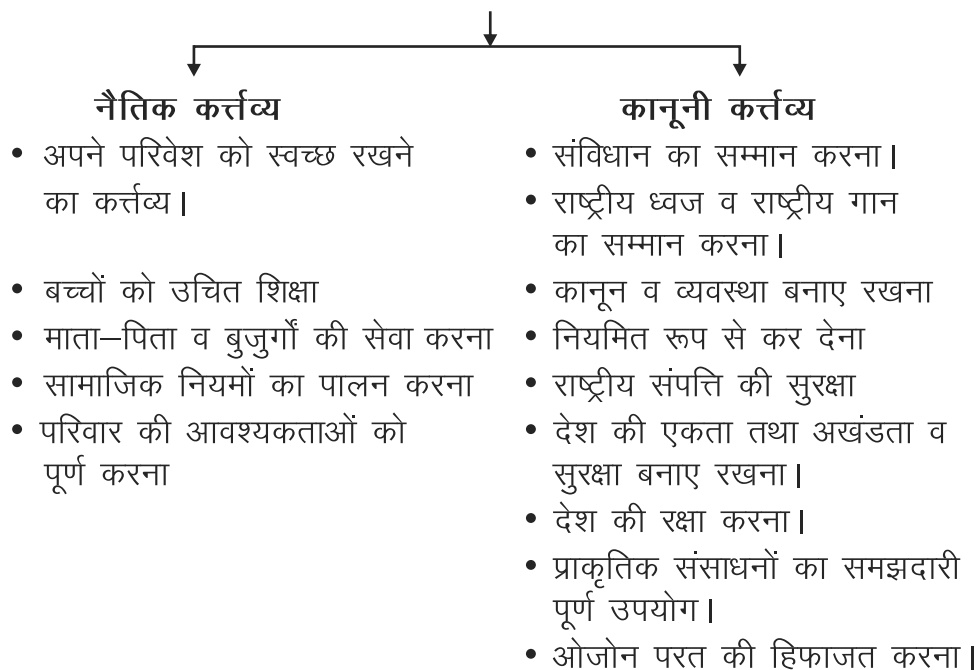 नैतिक कर्त्तव्य
• अपने परिवेश को स्वच्छ रखने
का कर्त्तव्य।
• बच्चों को उचित शिक्षा
• माता–पिता व बुजुर्गों की सेवा करना
• सामाजिक नियमों का पालन करना
• परिवार की आवश्यकताओं को
पूर्ण करना
कानूनी कर्त्तव्य
• संविधान का सम्मान करना।
• राष्ट्रीय ध्वज व राष्ट्रीय गान
का सम्मान करना।
• कानून व व्यवस्था बनाए रखना
• नियमित रूप से कर देना
• राष्ट्रीय संपत्ति की सुरक्षा
• देश की एकता तथा अखंडता व
सुरक्षा बनाए रखना।
• देश की रक्षा करना।
• प्राकृतिक संसाधनों का समझदारी
पूर्ण उपयोग।
• ओजोन परत की हिफाजत करना।